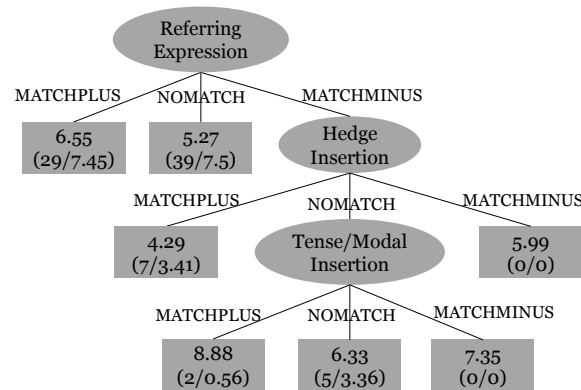 Referring
Expression
MATCHPLUS
NOMATCH
MATCHMINUS
6.55
(29/7.45)
5.27
(39/7.5)
Hedge
Insertion
MATCHPLUS
NOMATCH
MATCHMINUS
4.29
(7/3.41)
Tense/Modal
Insertion
5.99
(0/0)
MATCHPLUS
NOMATCH
MATCHMINUS
8.88
(2/0.56)
6.33
(5/3.36)
7.35
(0/0)